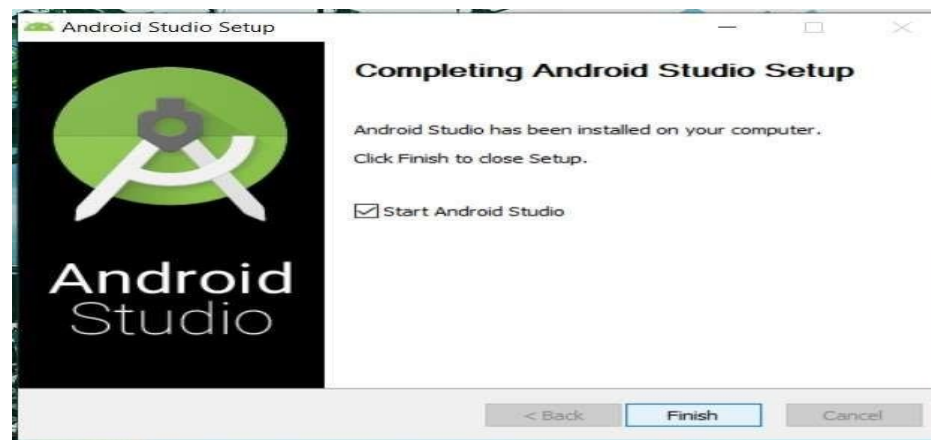 Android Studio Setup
Completing Android Studio Setup
Android Studio has been installed on your computer.
Click Finish to close Setup.
Start Android Studio
Android
Studio
< Back
Finish
Cancel